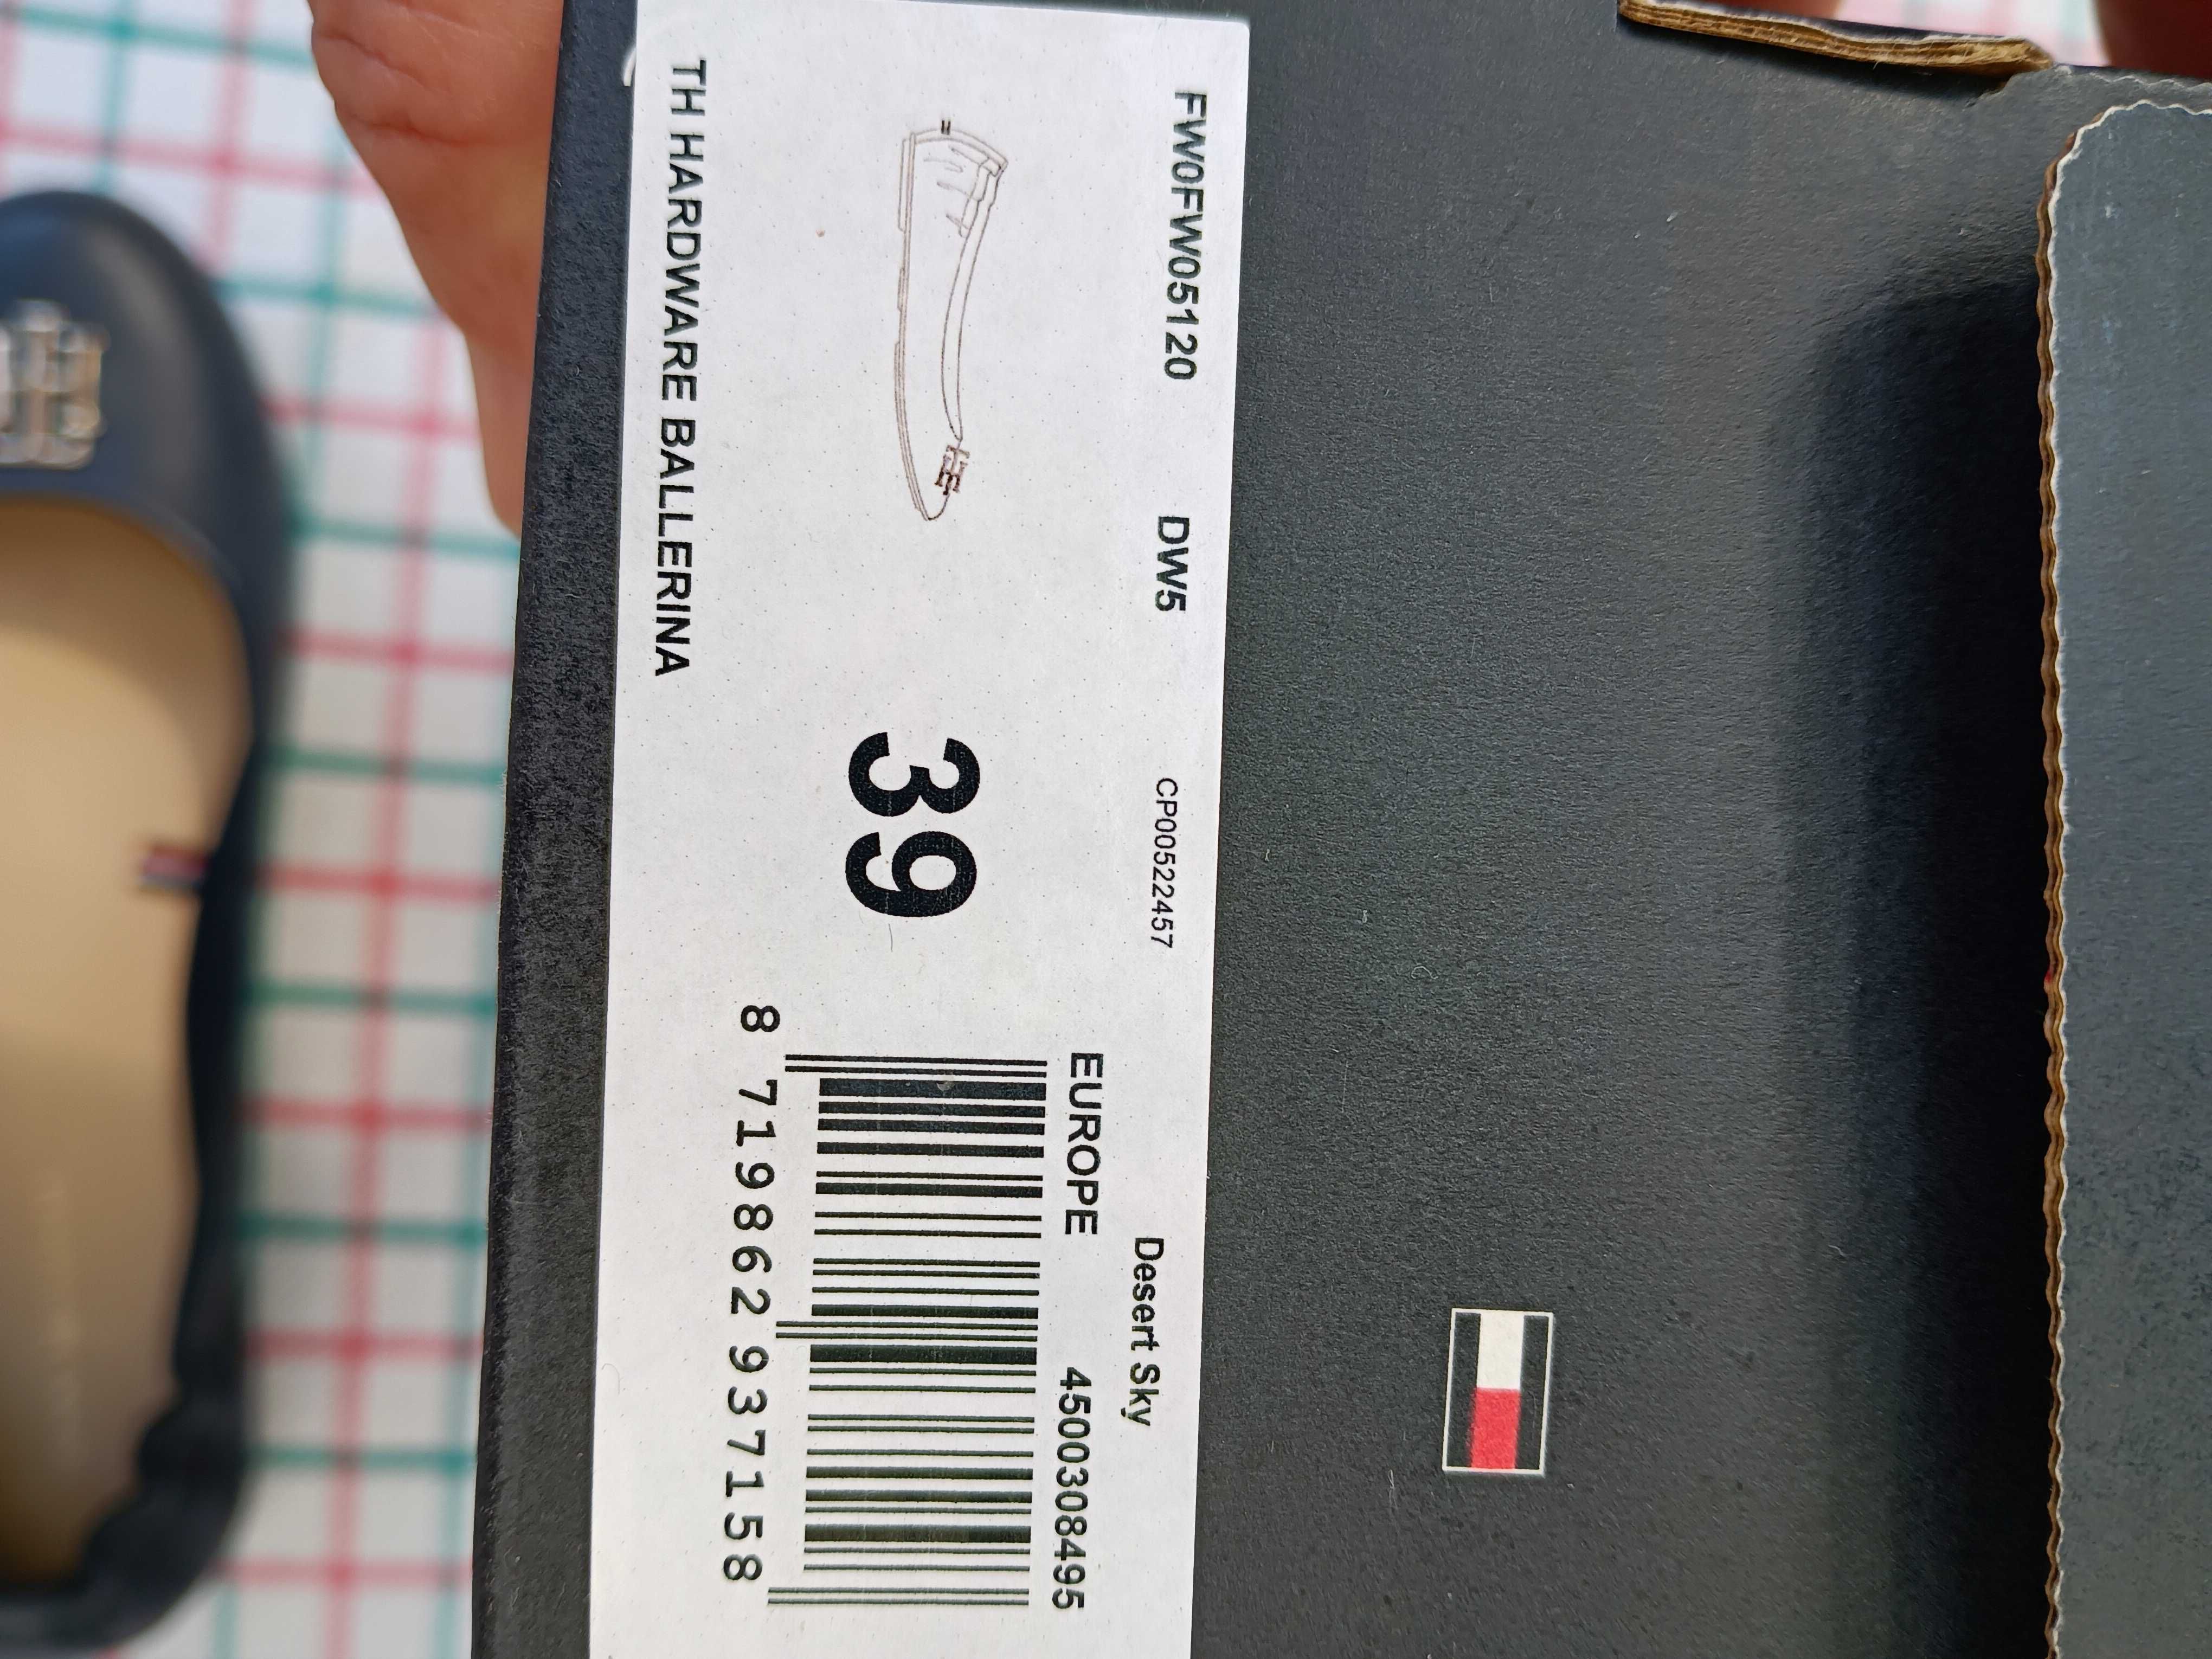 FW0FW05120 DW5 CP00522457 Desert Sky
EUROPE 4500308495
39
8 719862 937158
TH HARDWARE BALLERINA